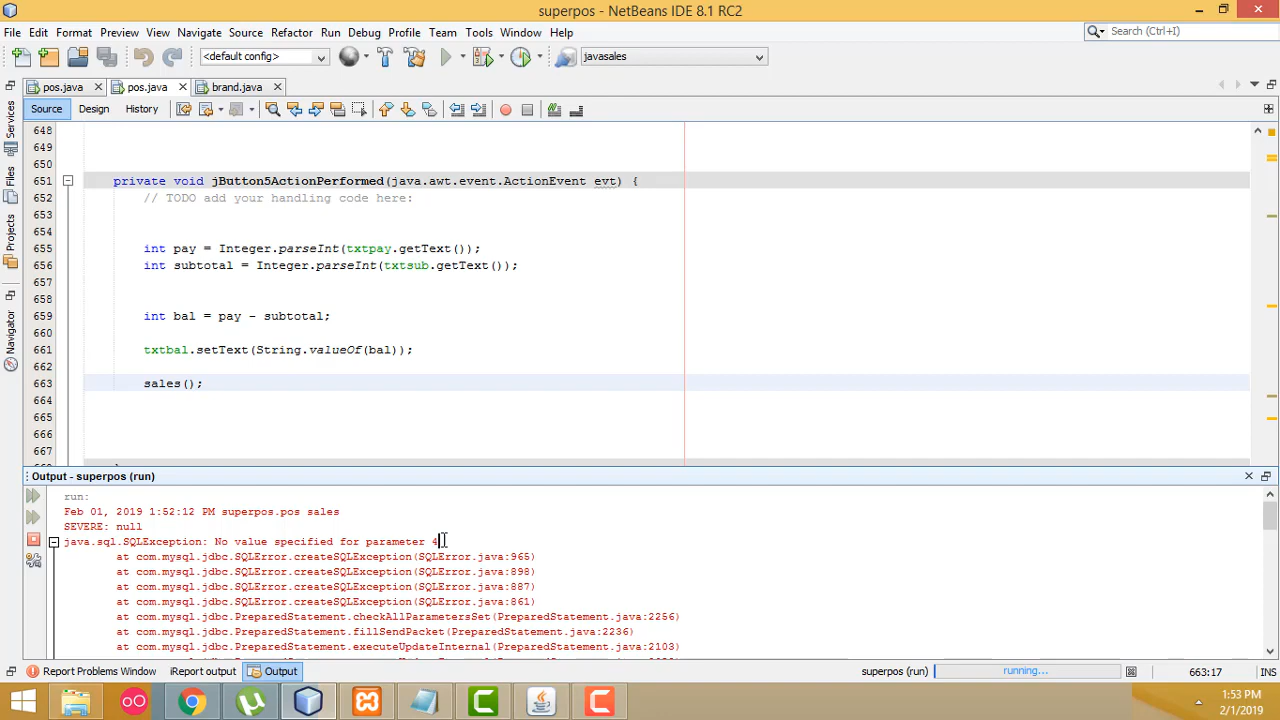 superpos - NetBeans IDE 8.1 RC2
File Edit Format Preview View Navigate Source Refactor Run Debug Profile Team Tools Window Help
Search (Ctrl+I)
<default config>
javasales
pos.java
pos.java
brand.java
Source Design History
Services
Files
Projects
Navigator
648
649
650
651 private void jButton5ActionPerformed(java.awt.event.ActionEvent evt) {
652 // TODO add your handling code here:
653
654
655 int pay = Integer.parseInt(txtpay.getText());
656 int subtotal = Integer.parseInt(txtsub.getText());
657
658
659 int bal = pay - subtotal;
660
661 txtbal.setText(String.valueOf(bal));
662
663 sales();
664
665
666
667
Output - superpos (run)
run:
Feb 01, 2019 1:52:12 PM superpos.pos sales
SEVERE: null
java.sql.SQLException: No value specified for parameter 4
at com.mysql.jdbc.SQLError.createSQLException(SQLError.java:965)
at com.mysql.jdbc.SQLError.createSQLException(SQLError.java:898)
at com.mysql.jdbc.SQLError.createSQLException(SQLError.java:887)
at com.mysql.jdbc.SQLError.createSQLException(SQLError.java:861)
at com.mysql.jdbc.PreparedStatement.checkAllParametersSet(PreparedStatement.java:2256)
at com.mysql.jdbc.PreparedStatement.fillSendPacket(PreparedStatement.java:2236)
at com.mysql.jdbc.PreparedStatement.executeUpdateInternal(PreparedStatement.java:2103)
Report Problems Window
iReport output
Output
superpos (run)
running...
663:17
INS
1:53 PM
2/1/2019